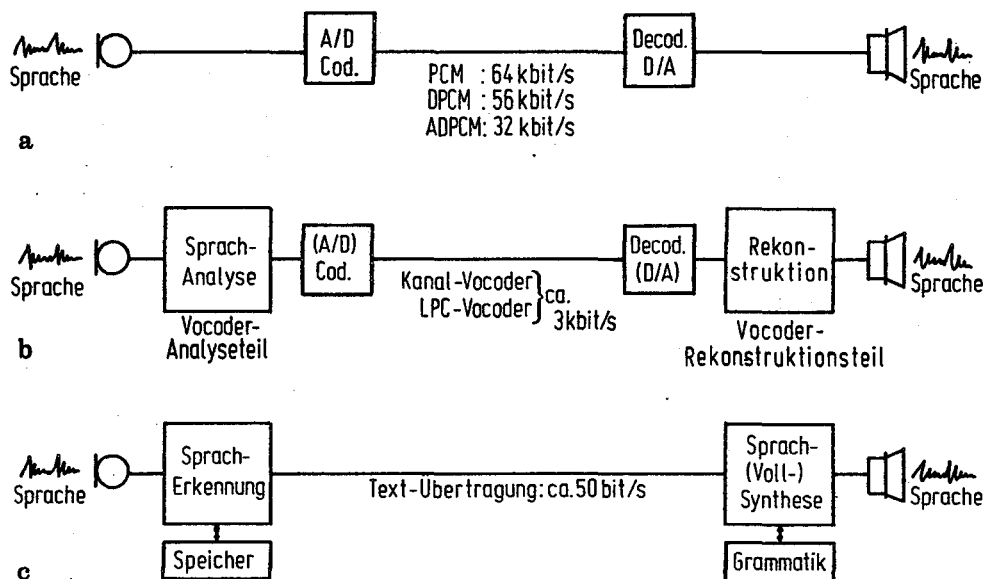 A/D
Cod.
Decod.
D/A
Sprache
PCM : 64 kbit/s
DPCM : 56 kbit/s
ADPCM: 32 kbit/s
Sprache
a
Sprach-
Analyse
(A/D)
Cod.
Decod.
(D/A)
Rekon-
struktion
Sprache
Kanal-Vocoder
LPC-Vocoder
ca.
3kbit/s
Sprache
Vocoder-
Analyseteil
Vocoder-
Rekonstruktionsteil
b
Sprach-
Erkennung
Sprach-
(Voll-)
Synthese
Sprache
Text-Übertragung: ca. 50 bit/s
Sprache
Speicher
Grammatik
c